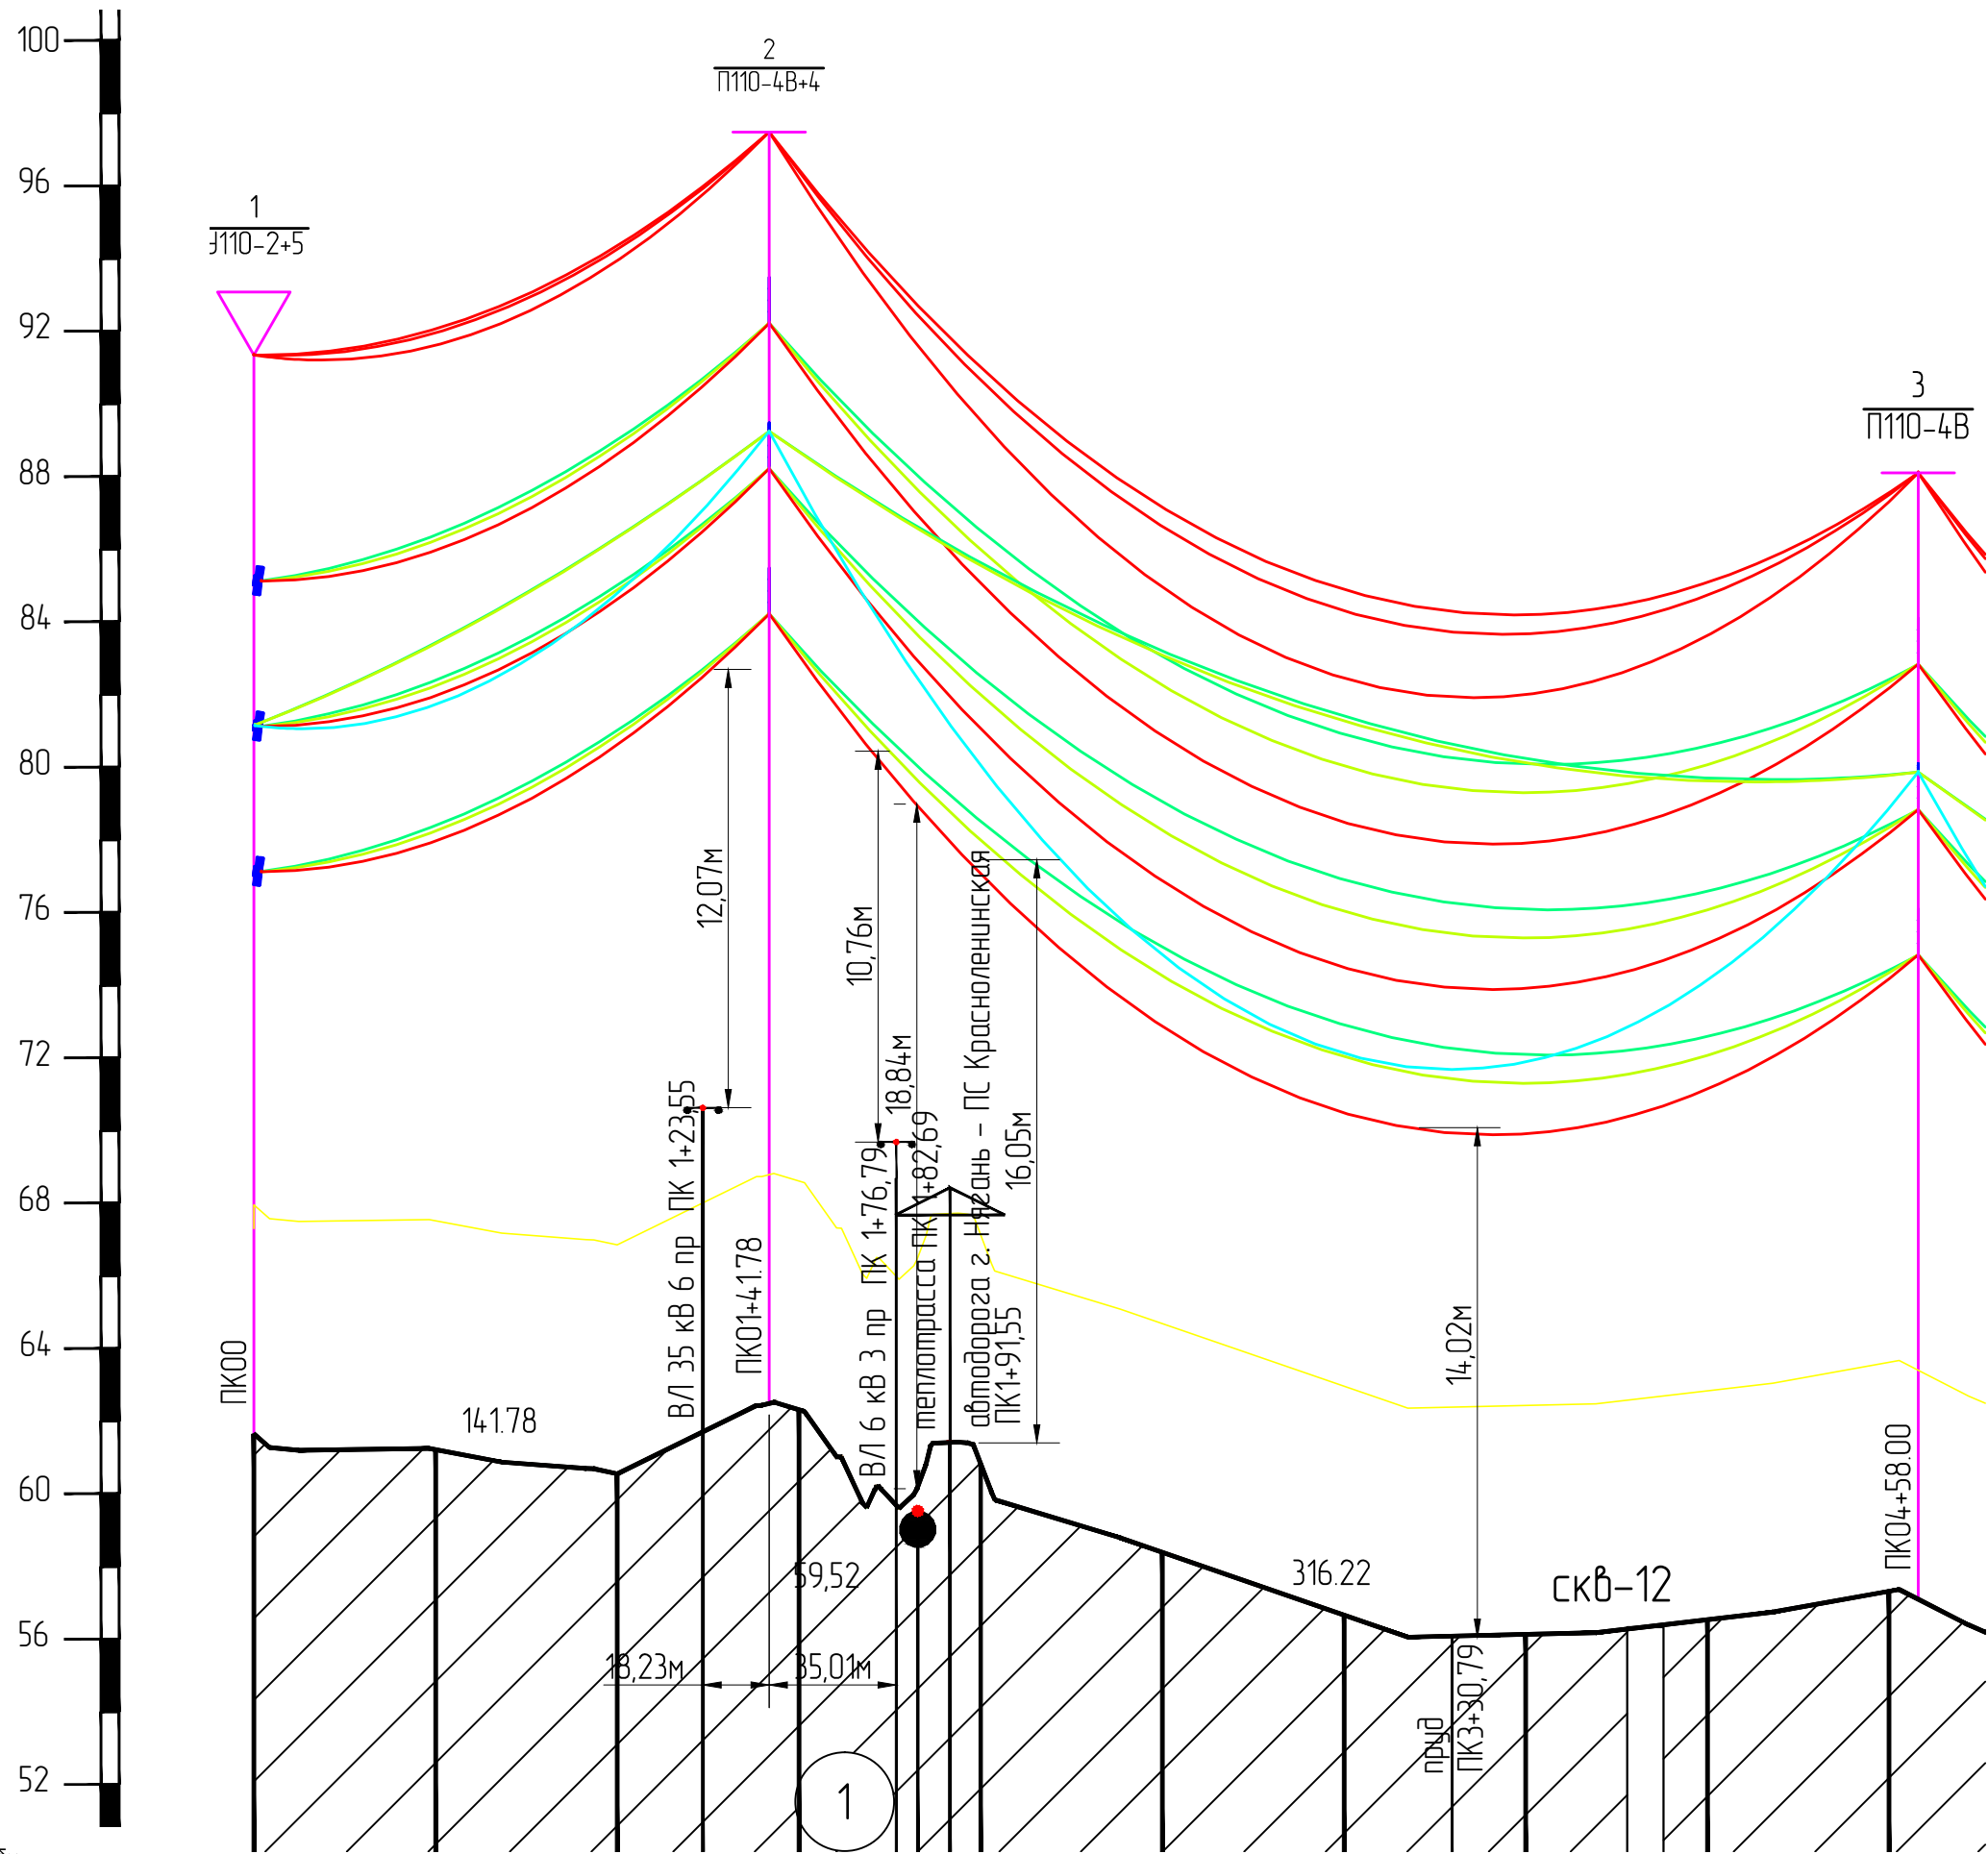 100
96
92
88
84
80
76
72
68
64
60
56
52
1
У110-2+5
2
П110-4В+4
3
П110-4В
12,07м
10,76м
18,84м
16,05м
14,02м
ПК00
141.78
ВЛ 35 кВ 6 пр ПК 1+23,55
ПК01+41.78
ВЛ 6 кВ 3 пр ПК 1+76,79
теплотрасса ПК 1+82,69
автодорога г. Нягань - ПС Красноленинская
ПК1+91,55
59,52
316.22
скв-12
ПК04+58.00
18,23м
35,01м
пруд
ПК3+30,79
1